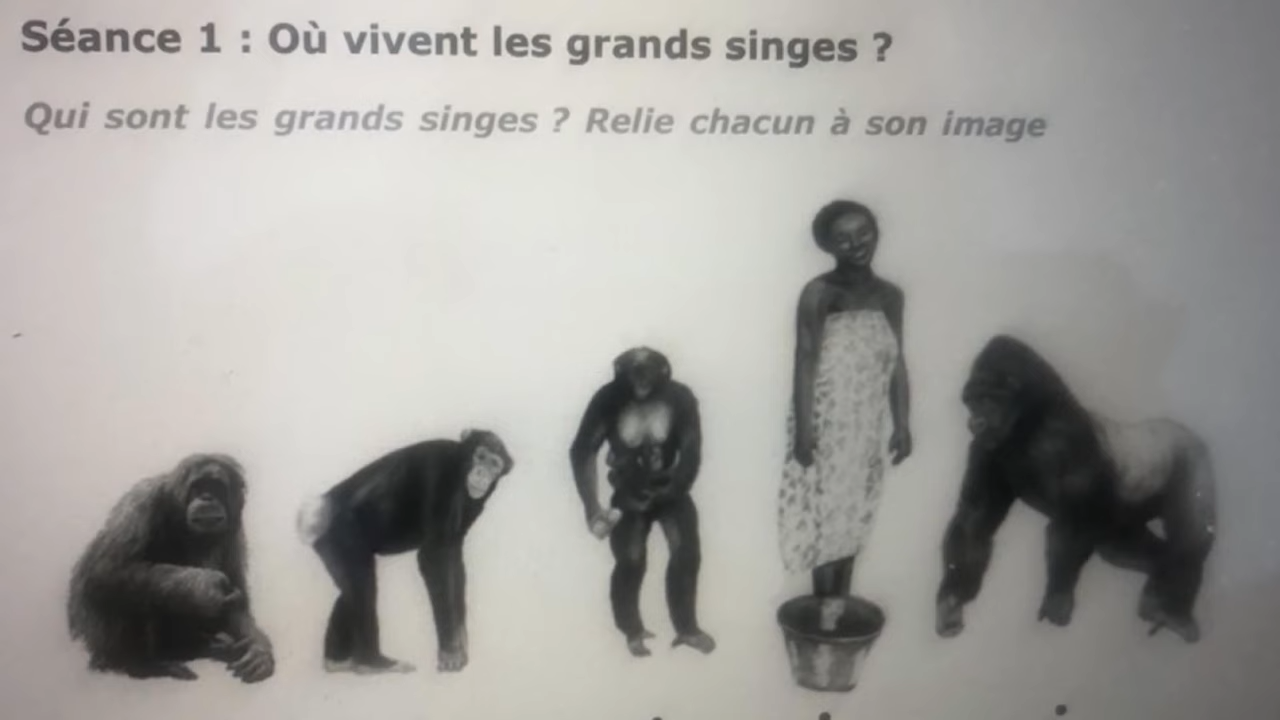 Séance 1 : Où vivent les grands singes ?
Qui sont les grands singes ? Relie chacun à son image